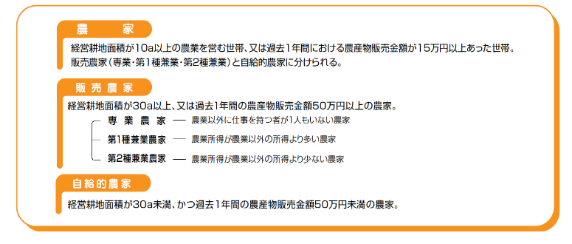 農家
経営耕地面積が10a以上の農業を営む世帯、又は過去1年間における農産物販売金額が15万円以上あった世帯。
販売農家(専業・第1種兼業・第2種兼業)と自給的農家に分けられる。
販売農家
経営耕地面積が30a以上、又は過去1年間の農産物販売金額50万円以上の農家。
専業農家 — 農業以外に仕事を持つ者が1人もいない農家
第1種兼業農家 — 農業所得が農業以外の所得より多い農家
第2種兼業農家 — 農業所得が農業以外の所得より少ない農家
自給的農家
経営耕地面積が30a未満、かつ過去1年間の農産物販売金額50万円未満の農家。